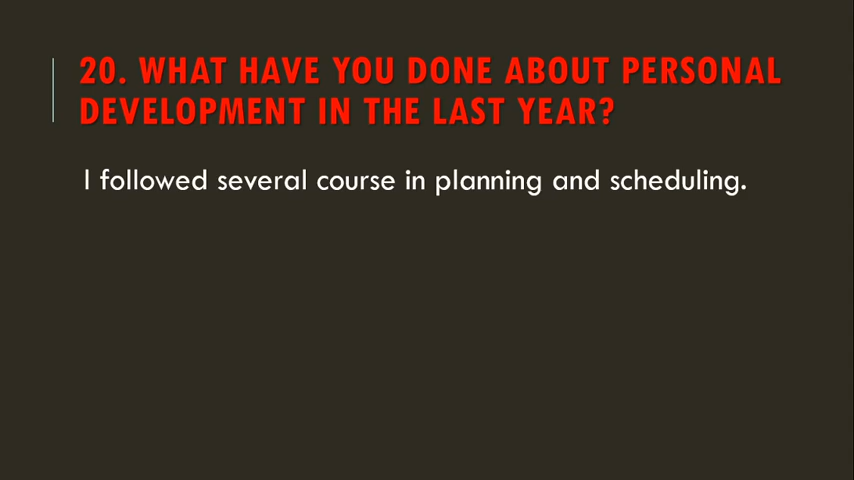 20. WHAT HAVE YOU DONE ABOUT PERSONAL
DEVELOPMENT IN THE LAST YEAR?
I followed several course in planning and scheduling.